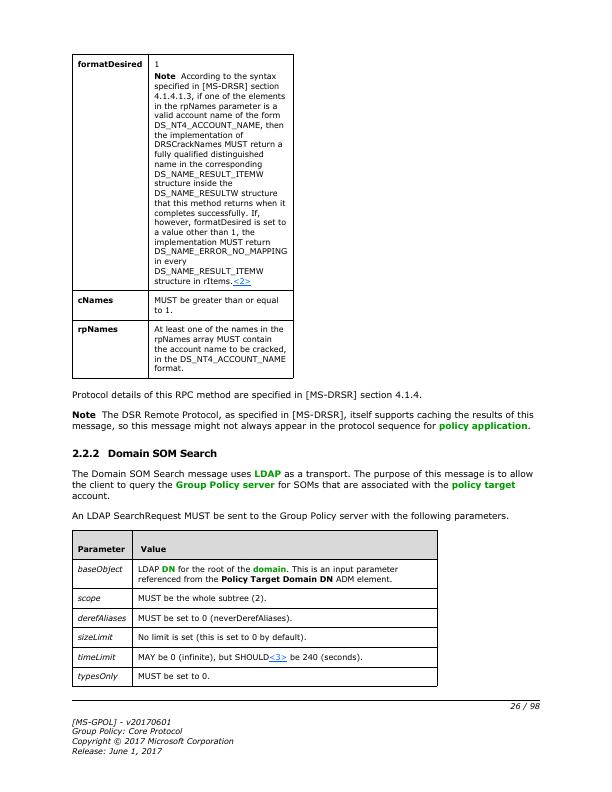 formatDesired
1
Note According to the syntax
specified in [MS-DRSR] section
4.1.4.1.3, if one of the elements
in the rpNames parameter is a
valid account name of the form
DS_NT4_ACCOUNT_NAME, then
the implementation of
DRSCrackNames MUST return a
fully qualified distinguished
name in the corresponding
DS_NAME_RESULT_ITEMW
structure inside the
DS_NAME_RESULTW structure
that this method returns when it
completes successfully. If,
however, formatDesired is set to
a value other than 1, the
implementation MUST return
DS_NAME_ERROR_NO_MAPPING
in every
DS_NAME_RESULT_ITEMW
structure in rItems.<2>
cNames
MUST be greater than or equal
to 1.
rpNames
At least one of the names in the
rpNames array MUST contain
the account name to be cracked,
in the DS_NT4_ACCOUNT_NAME
format.
Protocol details of this RPC method are specified in [MS-DRSR] section 4.1.4.
Note The DSR Remote Protocol, as specified in [MS-DRSR], itself supports caching the results of this
message, so this message might not always appear in the protocol sequence for policy application.
2.2.2 Domain SOM Search
The Domain SOM Search message uses LDAP as a transport. The purpose of this message is to allow
the client to query the Group Policy server for SOMs that are associated with the policy target
account.
An LDAP SearchRequest MUST be sent to the Group Policy server with the following parameters.
Parameter Value
baseObject LDAP DN for the root of the domain. This is an input parameter
referenced from the Policy Target Domain DN ADM element.
scope MUST be the whole subtree (2).
derefAliases MUST be set to 0 (neverDerefAliases).
sizeLimit No limit is set (this is set to 0 by default).
timeLimit MAY be 0 (infinite), but SHOULD<3> be 240 (seconds).
typesOnly MUST be set to 0.
26 / 98
[MS-GPOL] - v20170601
Group Policy: Core Protocol
Copyright © 2017 Microsoft Corporation
Release: June 1, 2017